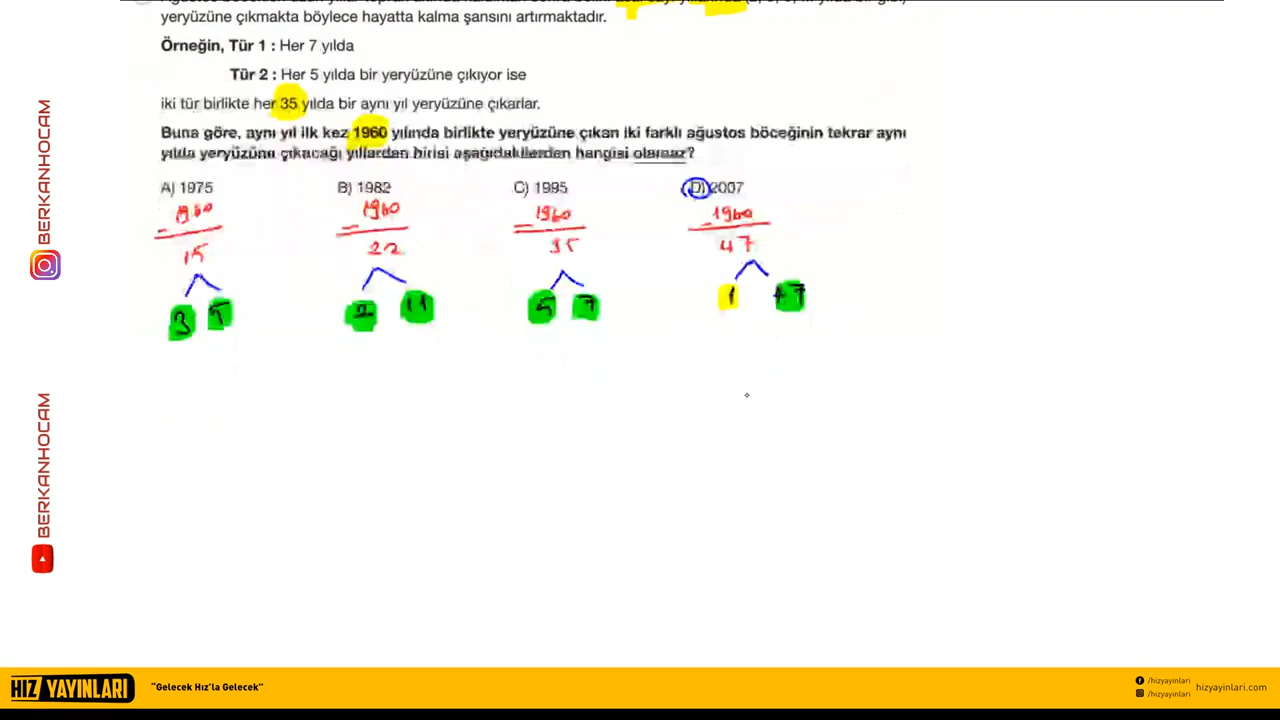 yeryüzüne çıkmakta böylece hayatta kalma şansını artırmaktadır.
Örneğin, Tür 1 : Her 7 yılda
Tür 2 : Her 5 yılda bir yeryüzüne çıkıyor ise
iki tür birlikte her 35 yılda bir aynı yıl yeryüzüne çıkarlar.
Buna göre, aynı yıl ilk kez 1960 yılında birlikte yeryüzüne çıkan iki farklı ağustos böceğinin tekrar aynı
yılda yeryüzüne çıkacağı yıllardan birisi aşağıdakilerden hangisi olamaz?
A) 1975 B) 1982 C) 1995 D) 2007
- 1960 - 1960 - 1960 - 1960
15 22 35 47
3 5 2 11 5 7 1 47
BERKANHOCAM
BERKANHOCAM
HIZ YAYINLARI
“Gelecek Hız’la Gelecek”
/hizyayinlari
/hizyayinlari
hizyayinlari.com